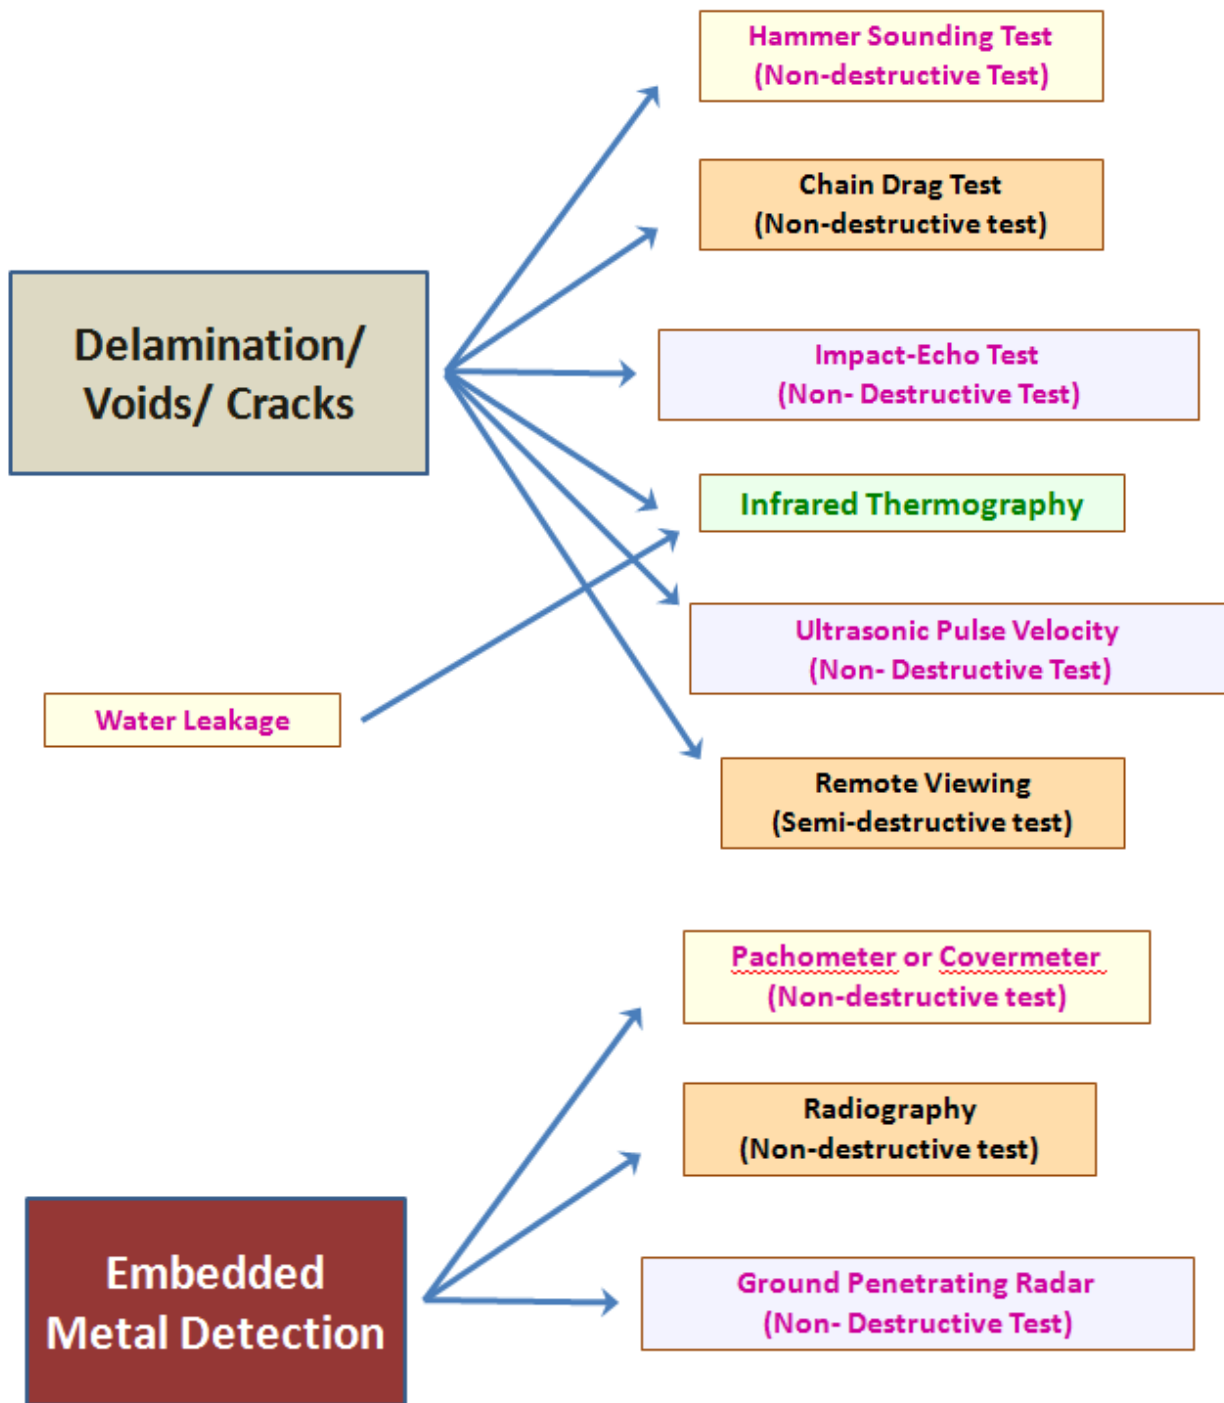 Hammer Sounding Test
(Non-destructive Test)
Chain Drag Test
(Non-destructive test)
Delamination/
Voids/ Cracks
Impact-Echo Test
(Non- Destructive Test)
Infrared Thermography
Ultrasonic Pulse Velocity
(Non- Destructive Test)
Water Leakage
Remote Viewing
(Semi-destructive test)
Pachometer or Covermeter
(Non-destructive test)
Radiography
(Non-destructive test)
Embedded
Metal Detection
Ground Penetrating Radar
(Non- Destructive Test)